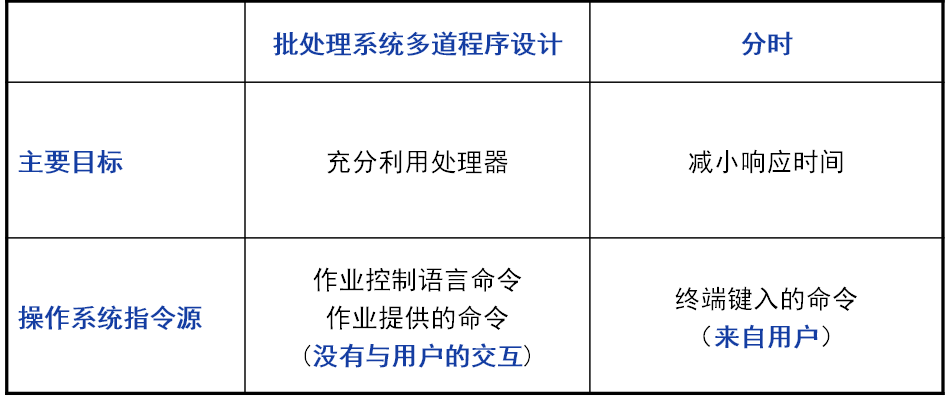 批处理系统多道程序设计
分时
主要目标
充分利用处理器
减小响应时间
操作系统指令源
作业控制语言命令
作业提供的命令
（没有与用户的交互）
终端键入的命令
（来自用户）